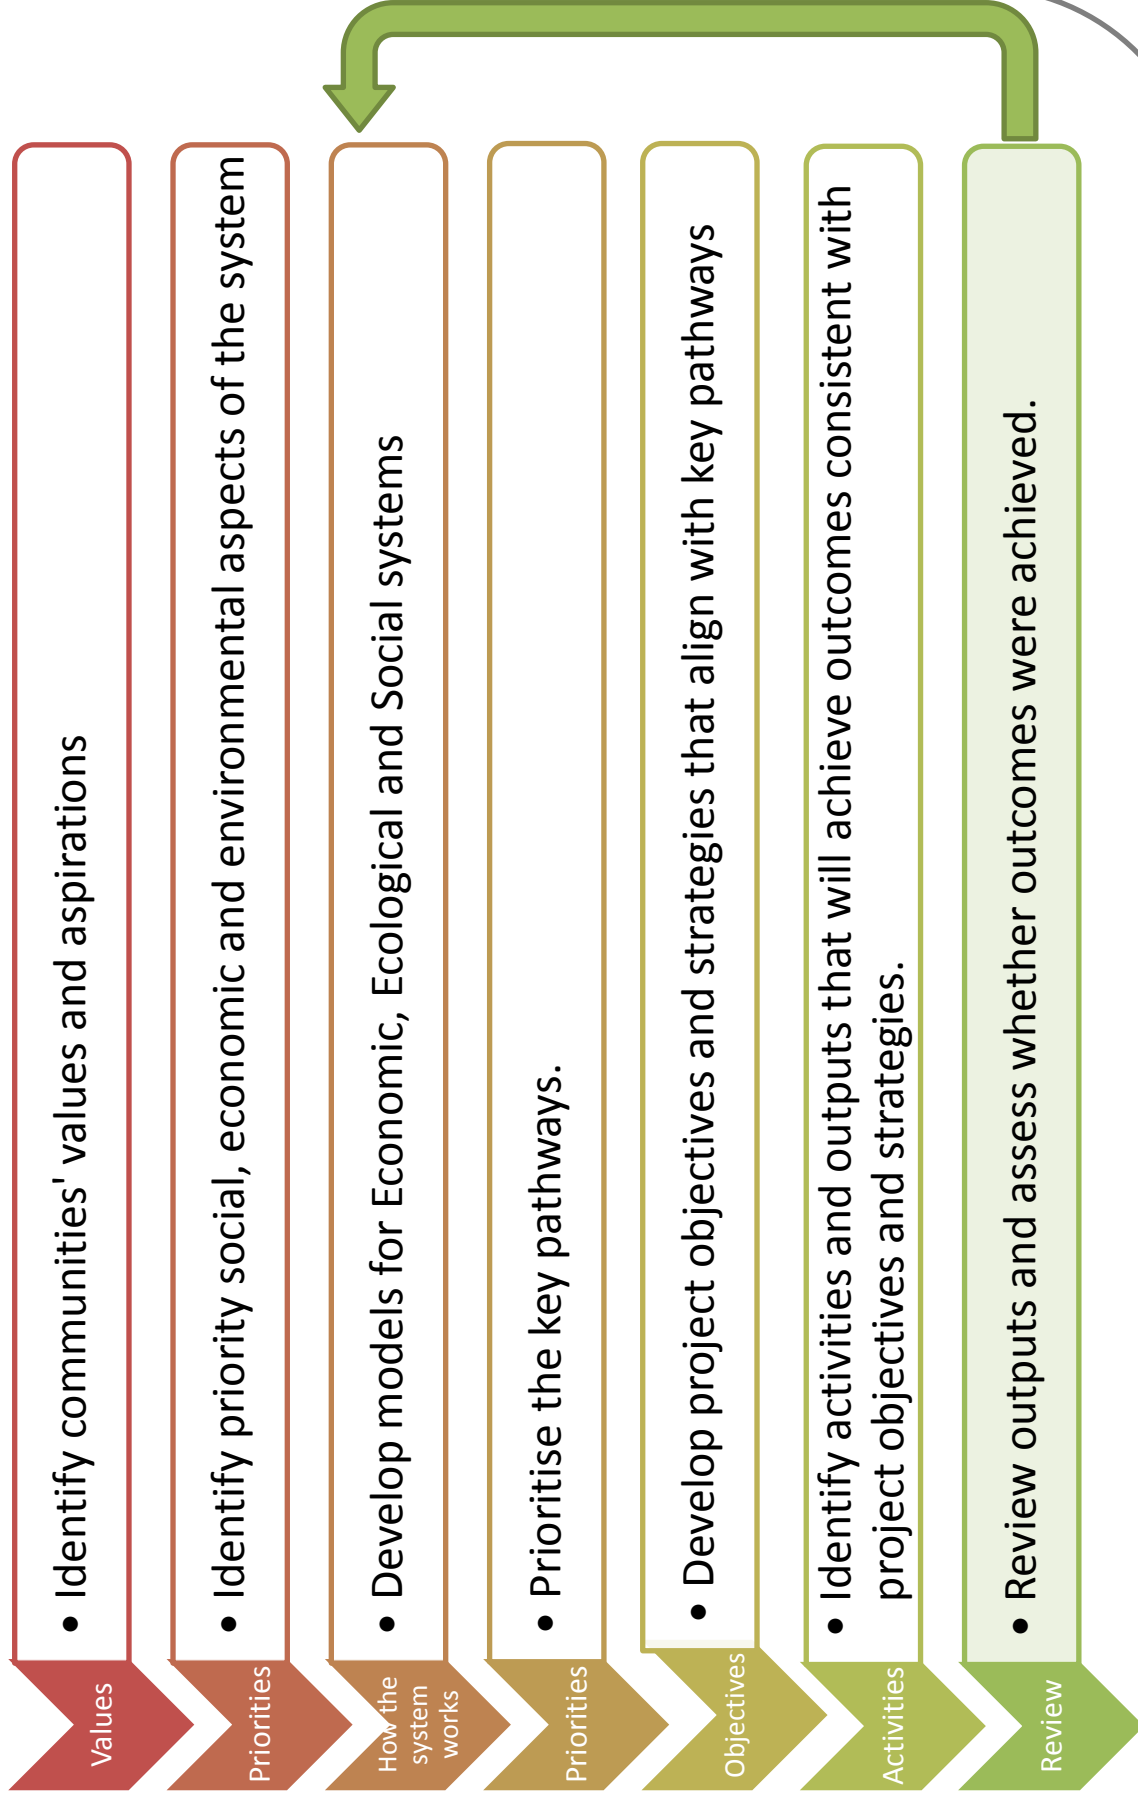 Values
• Identify communities' values and aspirations
Priorities
• Identify priority social, economic and environmental aspects of the system
How the
system
works
• Develop models for Economic, Ecological and Social systems
Priorities
• Prioritise the key pathways.
Objectives
• Develop project objectives and strategies that align with key pathways
Activities
• Identify activities and outputs that will achieve outcomes consistent with
project objectives and strategies.
Review
• Review outputs and assess whether outcomes were achieved.